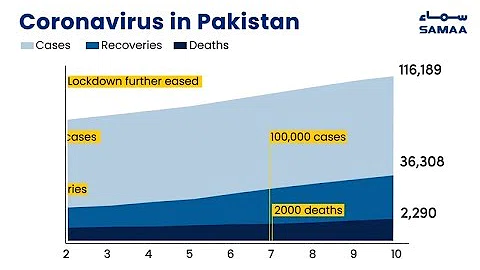 Coronavirus in Pakistan
سماء
SAMAA
Cases Recoveries Deaths
116,189
Lockdown further eased
cases
100,000 cases
36,308
ries
2000 deaths
2,290
2 3 4 5 6 7 8 9 10